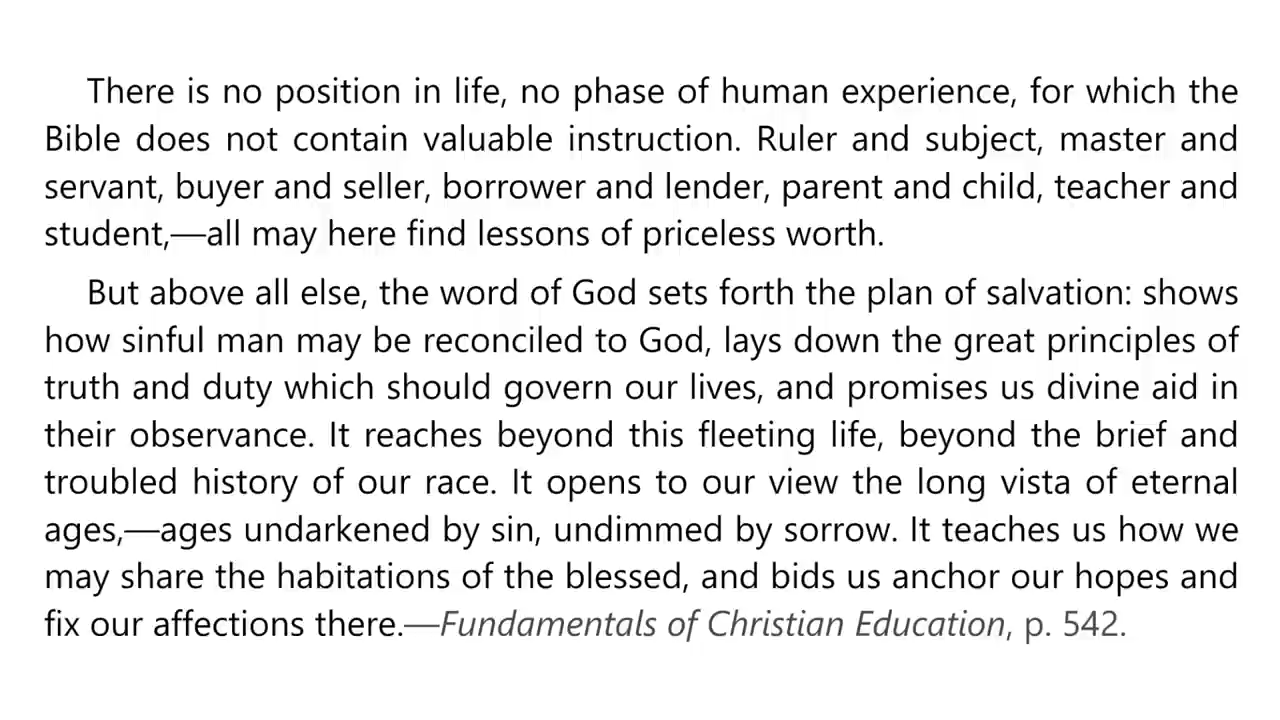 There is no position in life, no phase of human experience, for which the
Bible does not contain valuable instruction. Ruler and subject, master and
servant, buyer and seller, borrower and lender, parent and child, teacher and
student,—all may here find lessons of priceless worth.
But above all else, the word of God sets forth the plan of salvation: shows
how sinful man may be reconciled to God, lays down the great principles of
truth and duty which should govern our lives, and promises us divine aid in
their observance. It reaches beyond this fleeting life, beyond the brief and
troubled history of our race. It opens to our view the long vista of eternal
ages,—ages undarkened by sin, undimmed by sorrow. It teaches us how we
may share the habitations of the blessed, and bids us anchor our hopes and
fix our affections there.—Fundamentals of Christian Education, p. 542.